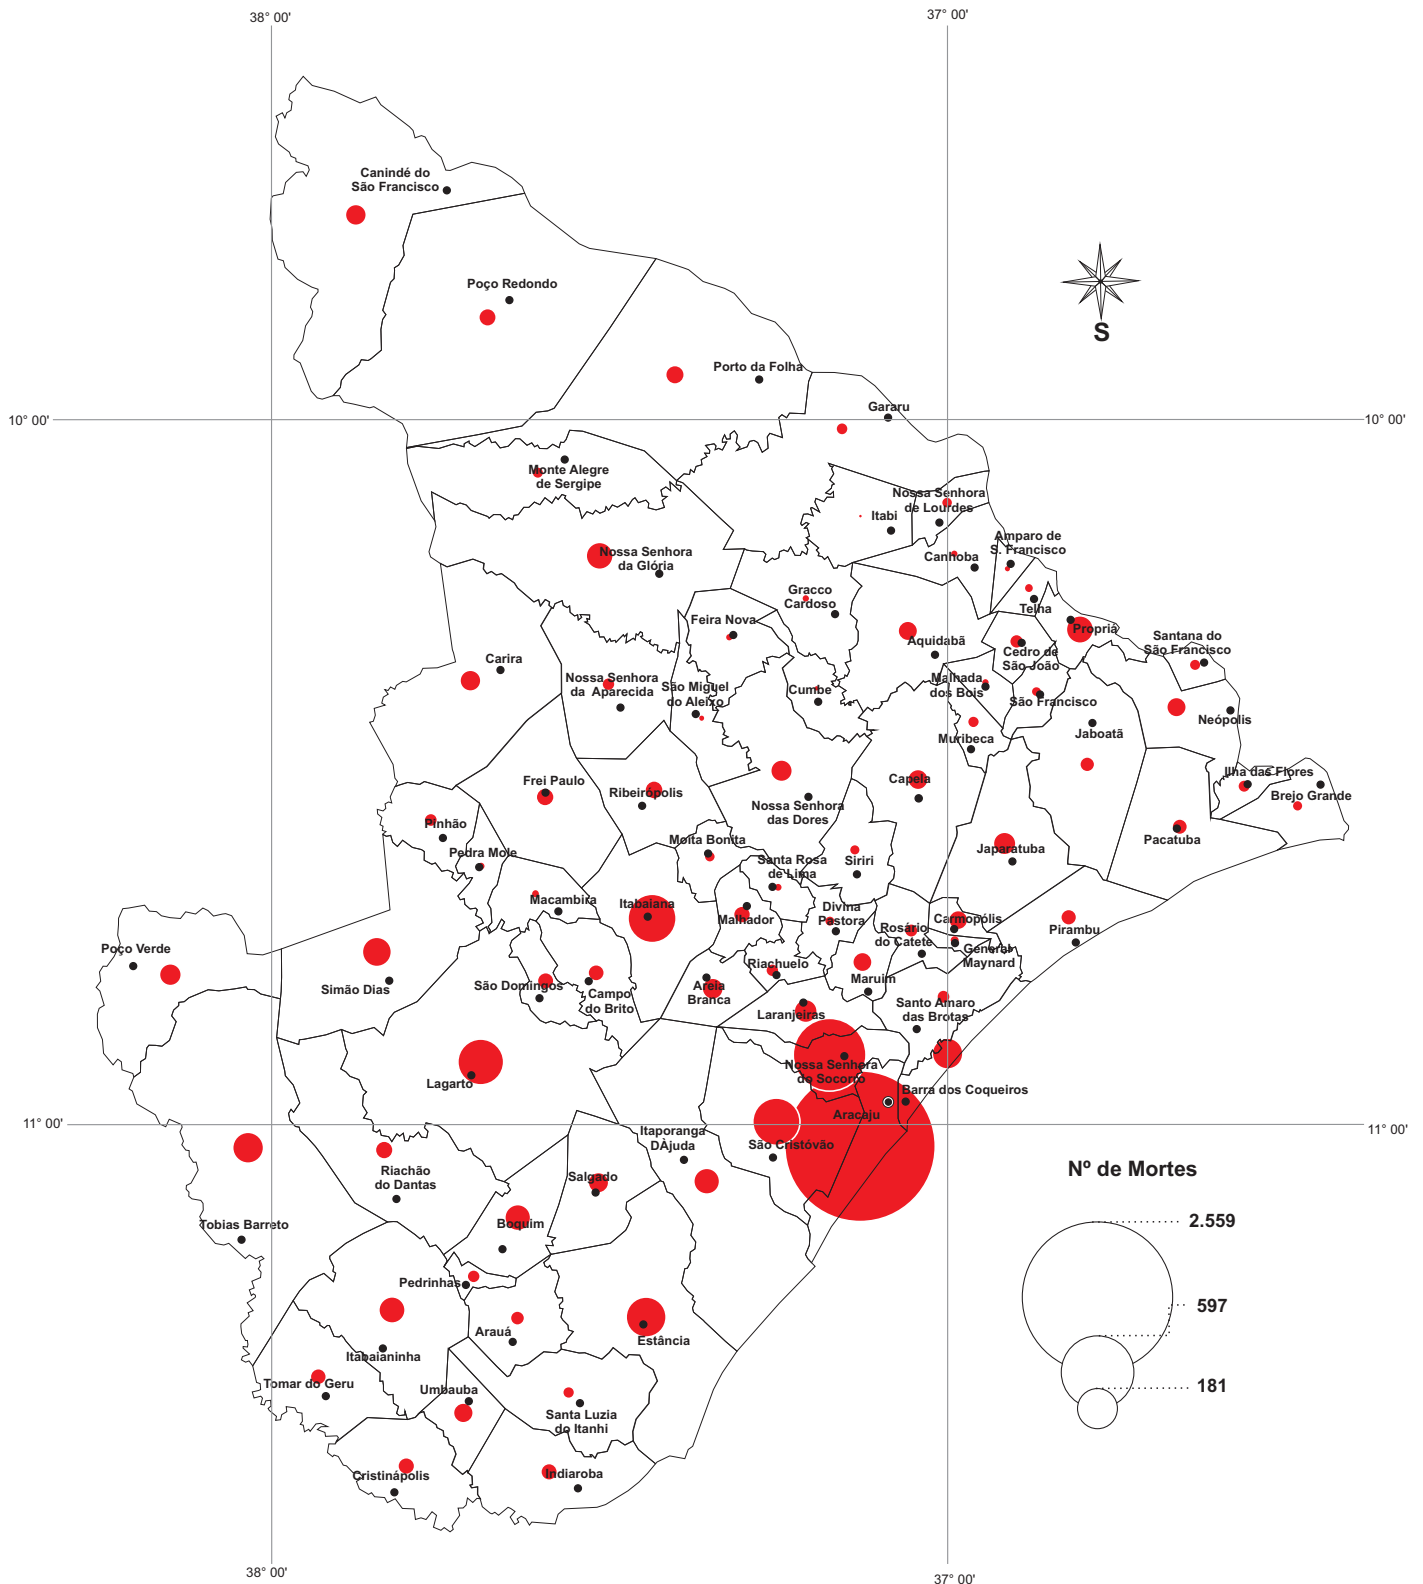 38° 00'
37° 00'
Canindé do
São Francisco
Poço Redondo
S
Porto da Folha
Gararu
10° 00'
10° 00'
Monte Alegre
de Sergipe
Nossa Senhora
de Lourdes
Itabi
Amparo de
S. Francisco
Nossa Senhora
da Glória
Canhoba
Gracco
Cardoso
Telha
Feira Nova
Propriá
Aquidabã
Cedro de
São João
Santana do
São Francisco
Carira
Nossa Senhora
da Aparecida
São Miguel
do Aleixo
Cumbe
Malhada
dos Bois
São Francisco
Neópolis
Muribeca
Jaboatã
Frei Paulo
Ribeirópolis
Capela
Ilha das Flores
Brejo Grande
Nossa Senhora
das Dores
Pinhão
Moita Bonita
Pacatuba
Pedra Mole
Santa Rosa
de Lima
Siriri
Japaratuba
Macambira
Itabaiana
Malhador
Divina
Pastora
Rosário
do Catete
Carmopólis
Pirambu
General
Maynard
Poço Verde
Simão Dias
São Domingos
Campo
do Brito
Areia
Branca
Riachuelo
Maruim
Laranjeiras
Santo Amaro
das Brotas
Lagarto
Nossa Senhora
do Socorro
Barra dos Coqueiros
Aracaju
11° 00'
11° 00'
Itaporanga
DÀjuda
São Cristóvão
Riachão
do Dantas
Salgado
Nº de Mortes
Tobias Barreto
Boquim
2.559
Pedrinhas
597
Arauá
Estância
Itabaianinha
Tomar do Geru
Umbauba
181
Santa Luzia
do Itanhi
Cristinápolis
Indiaroba
38° 00'
37° 00'